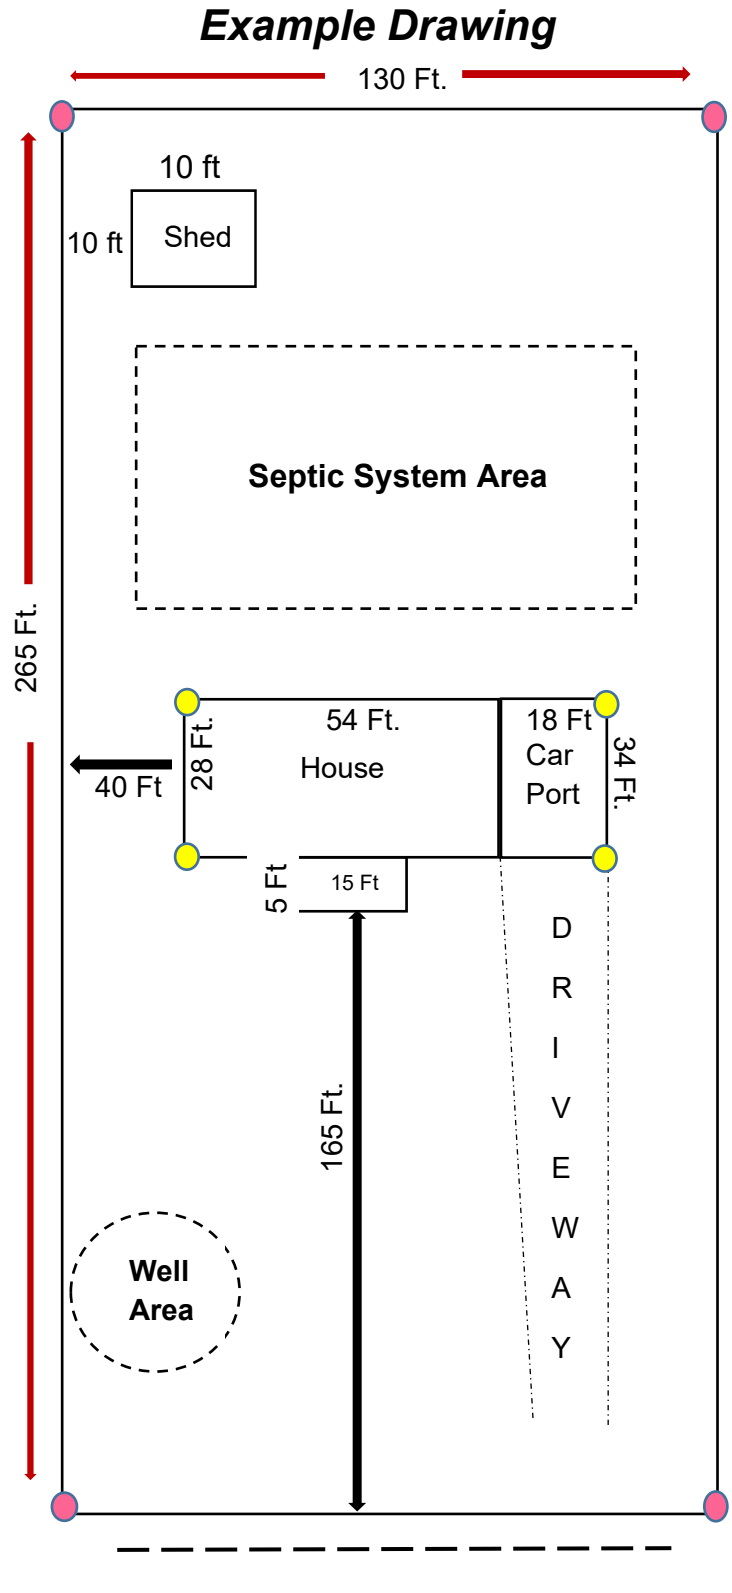 Example Drawing
130 Ft.
10 ft
10 ft
Shed
Septic System Area
265 Ft.
54 Ft.
18 Ft
28 Ft.
House
Car
Port
34 Ft.
40 Ft
5 Ft
15 Ft
D
R
I
V
E
W
A
Y
165 Ft.
Well
Area